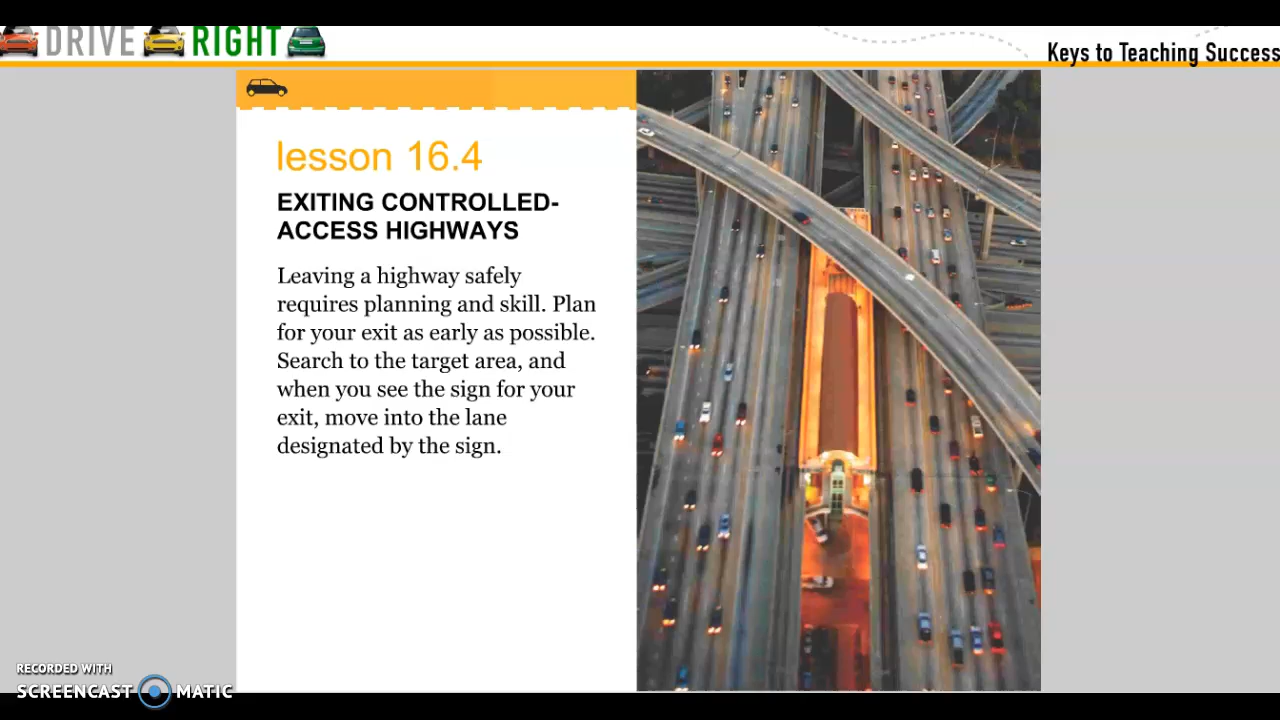 DRIVE RIGHT
Keys to Teaching Success
lesson 16.4
EXITING CONTROLLED-
ACCESS HIGHWAYS
Leaving a highway safely
requires planning and skill. Plan
for your exit as early as possible.
Search to the target area, and
when you see the sign for your
exit, move into the lane
designated by the sign.
RECORDED WITH
SCREENCAST MATIC